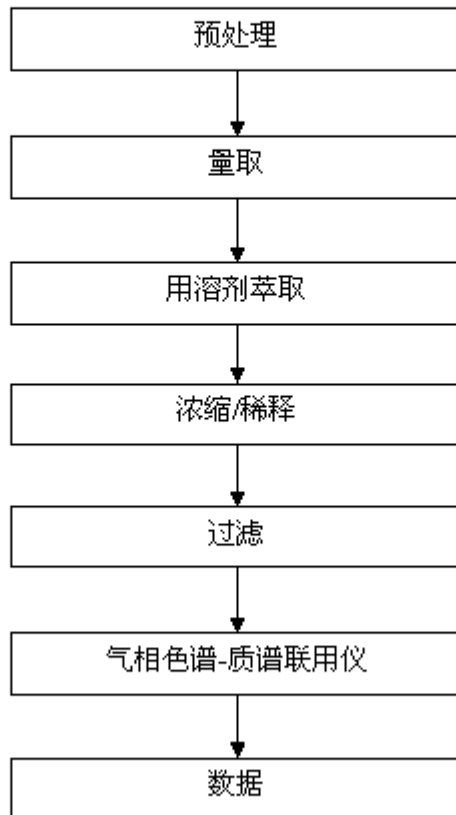 预处理
量取
用溶剂萃取
浓缩/稀释
过滤
气相色谱-质谱联用仪
数据